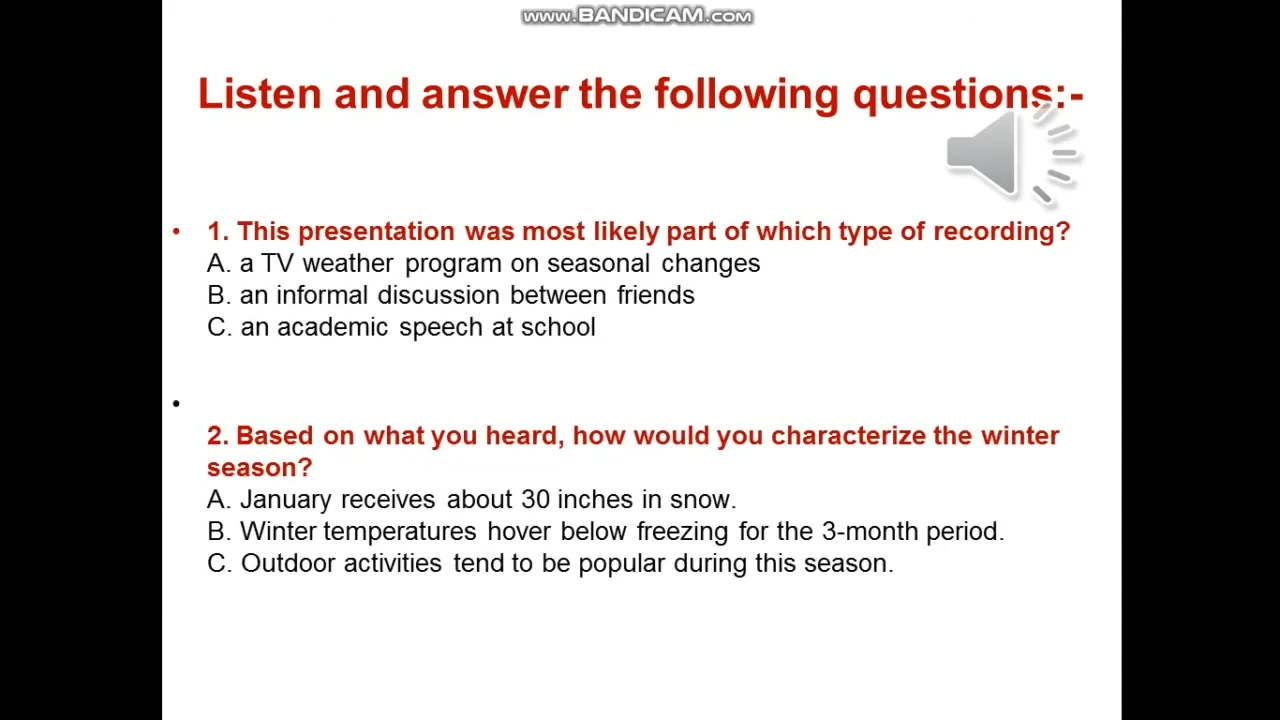 www.BANDICAM.com
Listen and answer the following questions:-
• 1. This presentation was most likely part of which type of recording?
A. a TV weather program on seasonal changes
B. an informal discussion between friends
C. an academic speech at school
•
2. Based on what you heard, how would you characterize the winter
season?
A. January receives about 30 inches in snow.
B. Winter temperatures hover below freezing for the 3-month period.
C. Outdoor activities tend to be popular during this season.